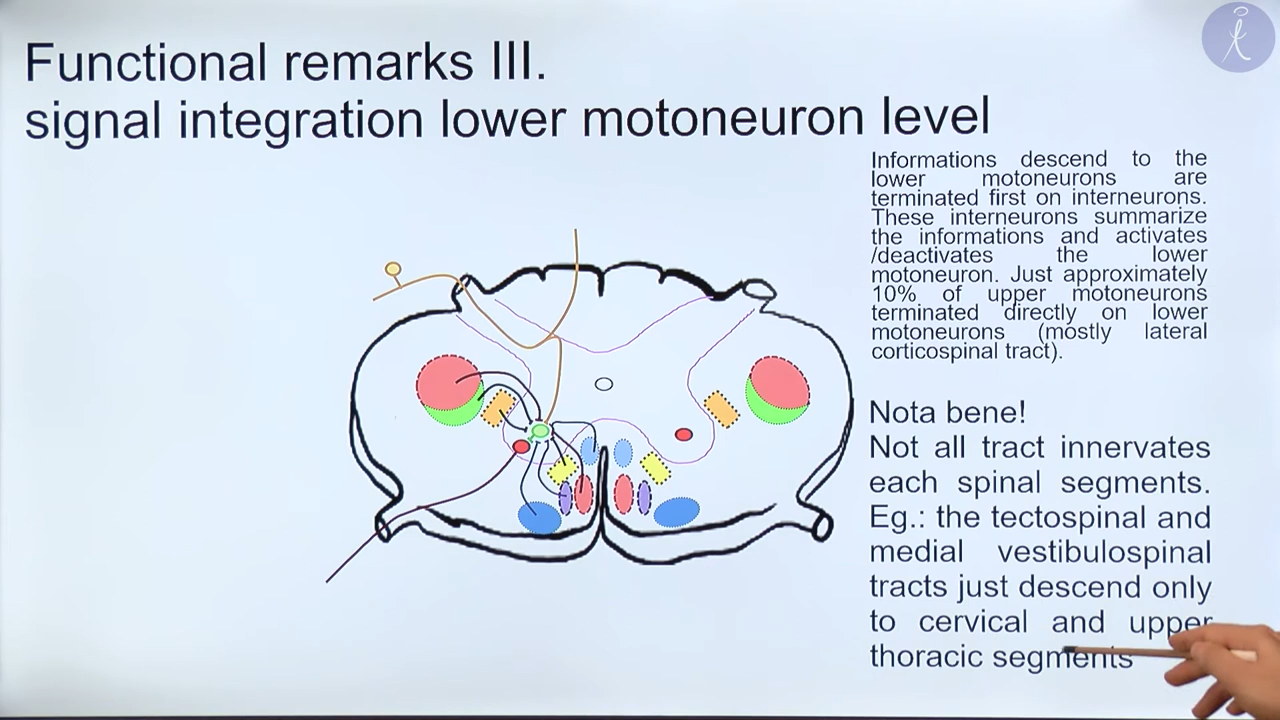 Functional remarks III.
signal integration lower motoneuron level
Informations descend to the
lower motoneurons are
terminated first on interneurons.
These interneurons summarize
the informations and activates
/deactivates the lower
motoneuron. Just approximately
10% of upper motoneurons
terminated directly on lower
motoneurons (mostly lateral
corticospinal tract).
Nota bene!
Not all tract innervates
each spinal segments.
Eg.: the tectospinal and
medial vestibulospinal
tracts just descend only
to cervical and upper
thoracic segments